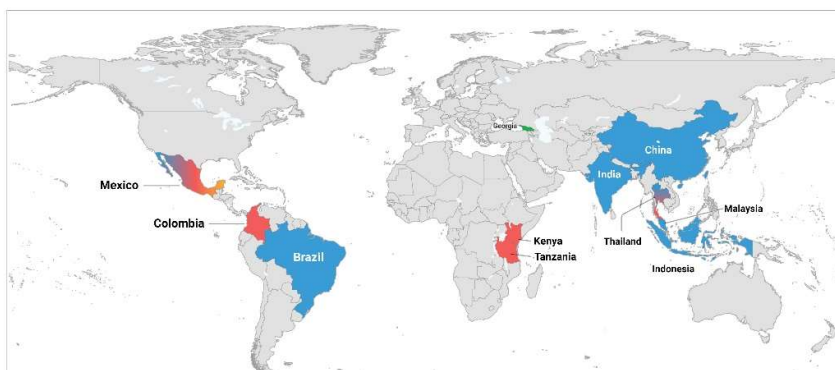 Georgia
China
India
Mexico
Malaysia
Colombia
Kenya
Thailand
Brazil
Tanzania
Indonesia